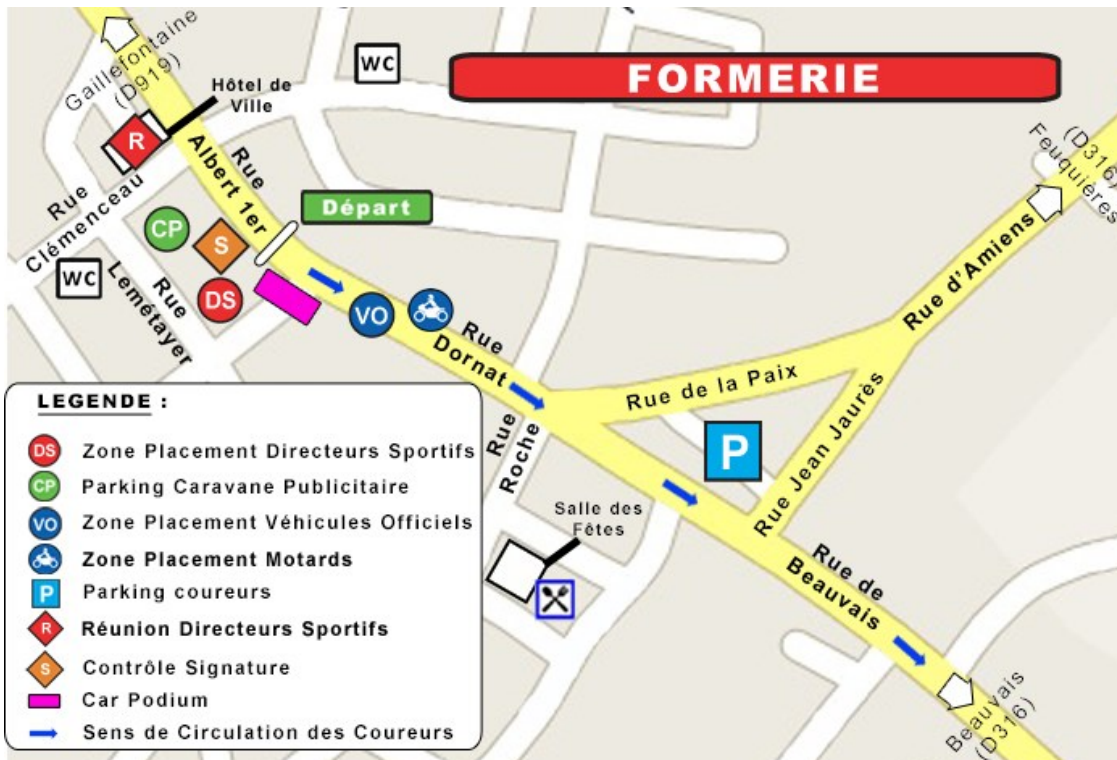 FORMERIE
WC
Gaillefontaine
(D919)
Hôtel de
Ville
R
Rue
Albert 1er
Rue
Clémenceau
Départ
CP
S
DS
WC
Rue
Lemétayer
VO
Rue
Dornat
(D316)
Feuquières
Rue d'Amiens
Rue de la Paix
Rue Jean Jaurès
P
Rue
Roche
Salle des
Fêtes
Rue de
Beauvais
Beauvais
(D316)
LEGENDE :
DS Zone Placement Directeurs Sportifs
CP Parking Caravane Publicitaire
VO Zone Placement Véhicules Officiels
Zone Placement Motards
P Parking coureurs
R Réunion Directeurs Sportifs
S Contrôle Signature
Car Podium
Sens de Circulation des Coureurs